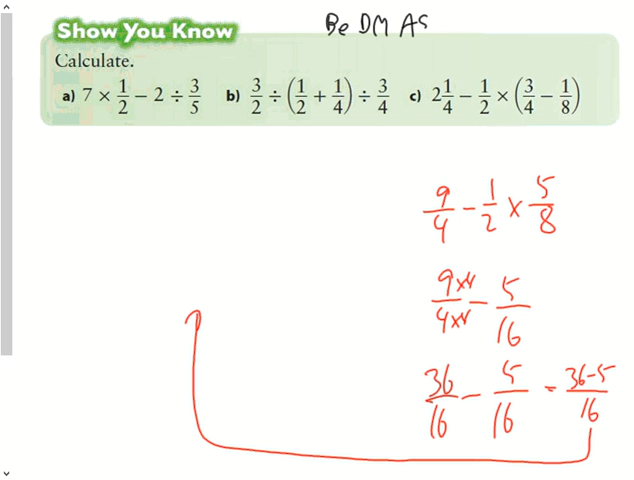 Be DM AS
Show You Know
Calculate.
a) 7 × 1/2 − 2 ÷ 3/5 b) 3/2 ÷ (1/2 + 1/4) ÷ 3/4 c) 2 1/4 − 1/2 × (3/4 − 1/8)
9/4 − 1/2 × 5/8
9×4/4×4 − 5/16
36/16 − 5/16 = 36−5/16